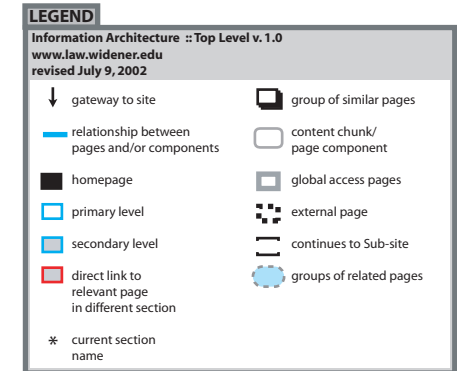 LEGEND
Information Architecture :: Top Level v. 1.0
www.law.widener.edu
revised July 9, 2002
gateway to site
relationship between
pages and/or components
homepage
primary level
secondary level
direct link to
relevant page
in different section
* current section
name
group of similar pages
content chunk/
page component
global access pages
external page
continues to Sub-site
groups of related pages